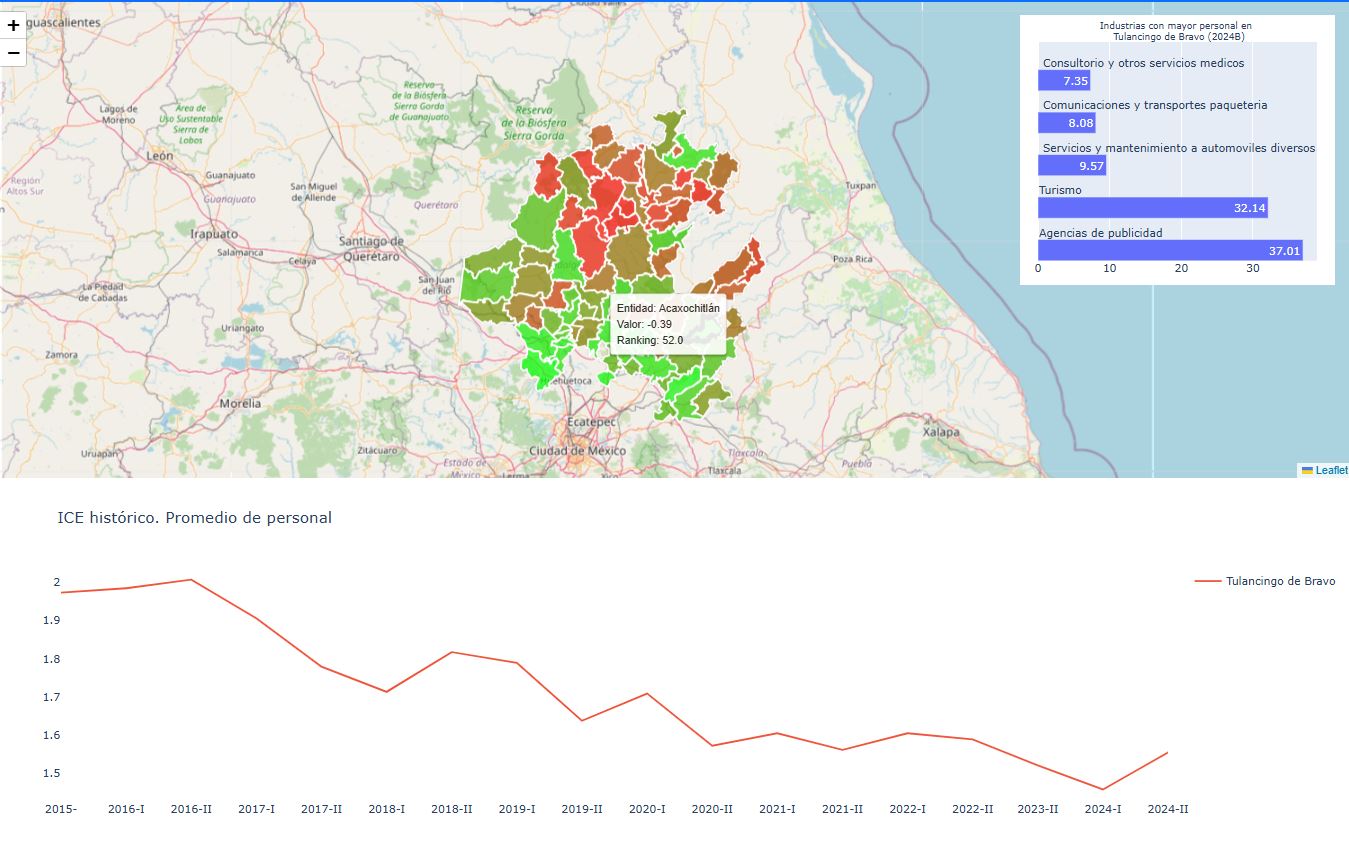 Ciudad Valles
+
−
guascalientes
Industrias con mayor personal en
Tulancingo de Bravo (2024B)
Consultorio y otros servicios medicos
7.35
Comunicaciones y transportes paqueteria
8.08
Servicios y mantenimiento a automoviles diversos
9.57
Turismo
32.14
Agencias de publicidad
37.01
0 10 20 30
Lagos de
Moreno
Área de
Uso Sustentable
Sierra de
Lobos
Reserva
de la Biósfera
Sierra Gorda
de Guanajuato
Reserva
de la Biósfera
Sierra Gorda
León
Región
Altos Sur
Guanajuato
Guanajuato
San Miguel
de Allende
Querétaro
Tuxpan
Irapuato
Salamanca
Celaya
Santiago de
Querétaro
Poza Rica
San Juan
del Río
La Piedad
de Cabadas
Entidad: Acaxochitlán
Valor: -0.39
Ranking: 52.0
Uriangato
Zamora
Huehuetoca
Morelia
Ecatepec
Ciudad de México
Xalapa
Uruapan
Zitácuaro
Estado de
México
Lerma
Xico
Tlaxcala
Tlaxcala
Puebla
Leaflet
ICE histórico. Promedio de personal
Tulancingo de Bravo
2
1.9
1.8
1.7
1.6
1.5
2015- 2016-I 2016-II 2017-I 2017-II 2018-I 2018-II 2019-I 2019-II 2020-I 2020-II 2021-I 2021-II 2022-I 2022-II 2023-II 2024-I 2024-II